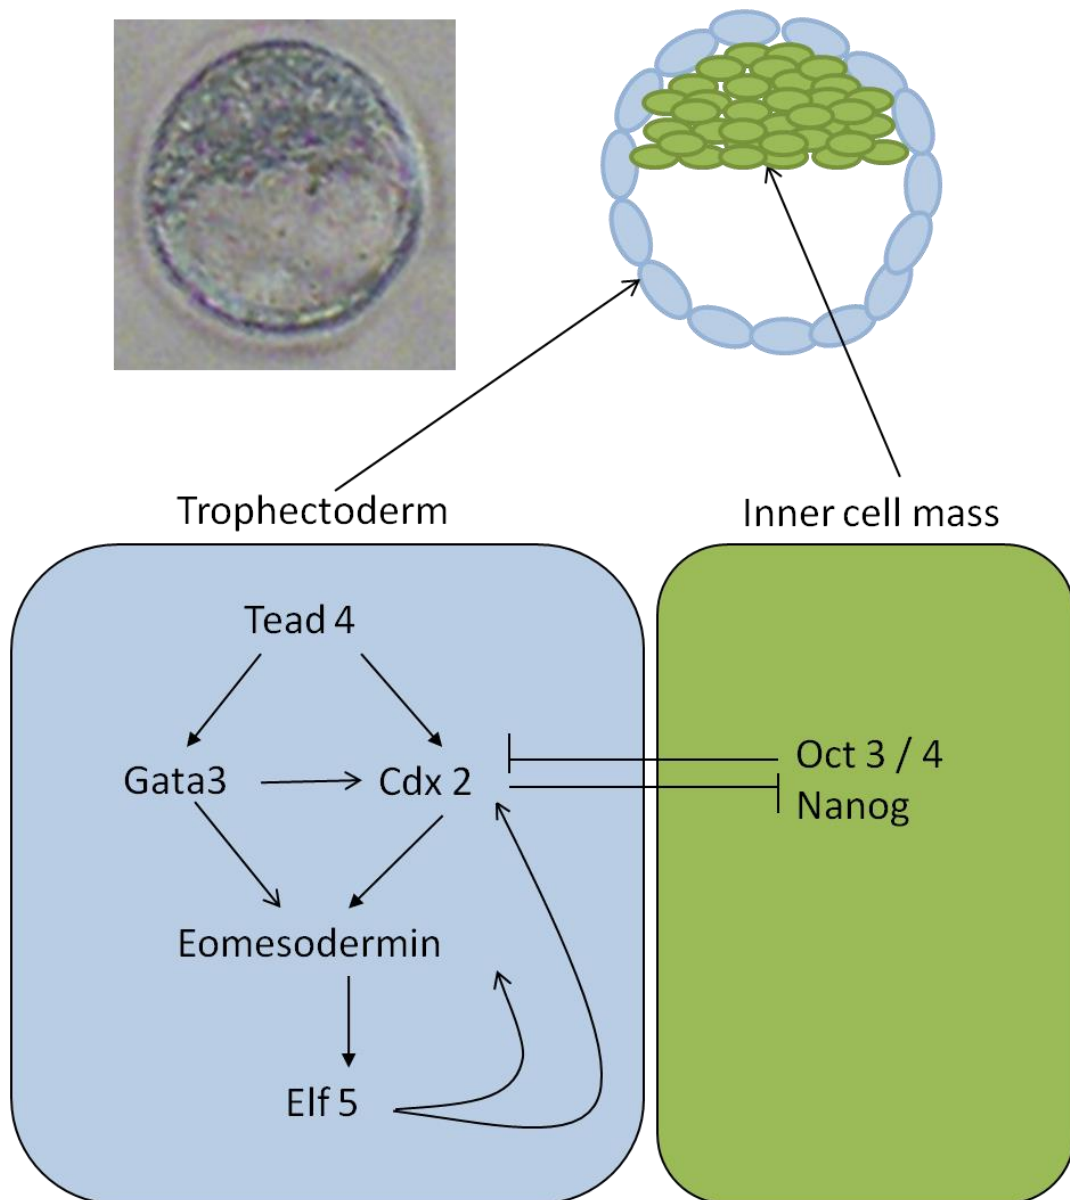 Trophectoderm
Inner cell mass
Tead 4
Gata3
Cdx 2
Oct 3 / 4
Nanog
Eomesodermin
Elf 5